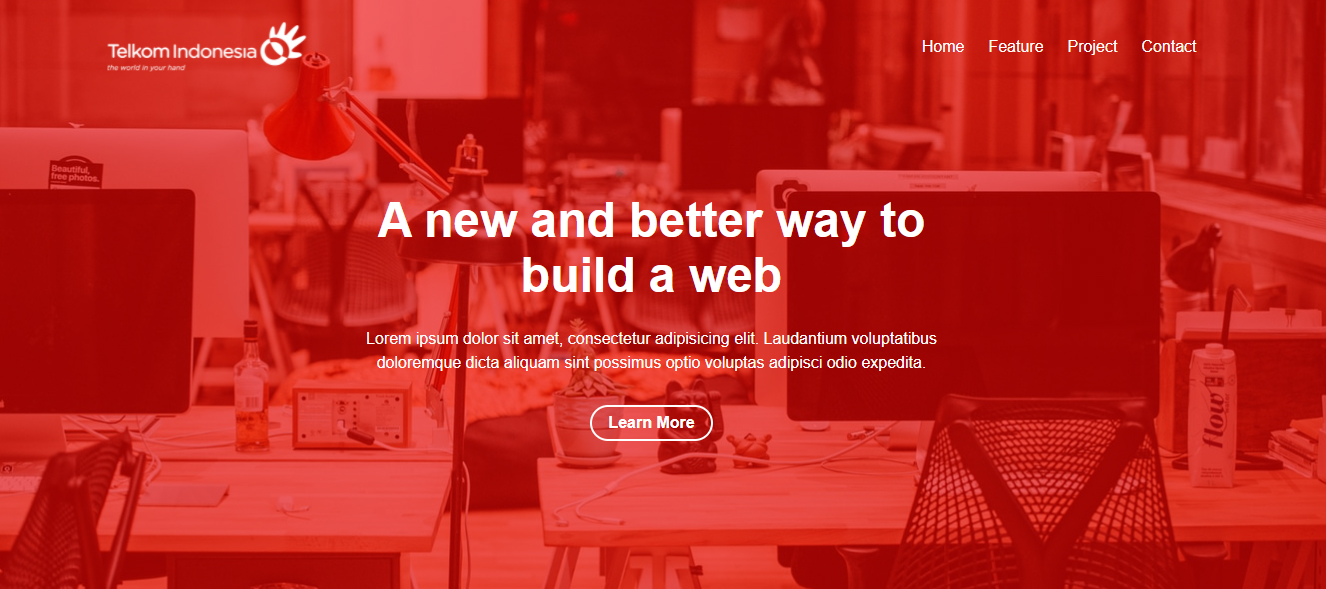 Telkom Indonesia
the world in your hand
Home Feature Project Contact
Beautiful,
free photos.
A new and better way to
build a web
Lorem ipsum dolor sit amet, consectetur adipisicing elit. Laudantium voluptatibus
doloremque dicta aliquam sint possimus optio voluptas adipisci odio expedita.
Learn More
flow